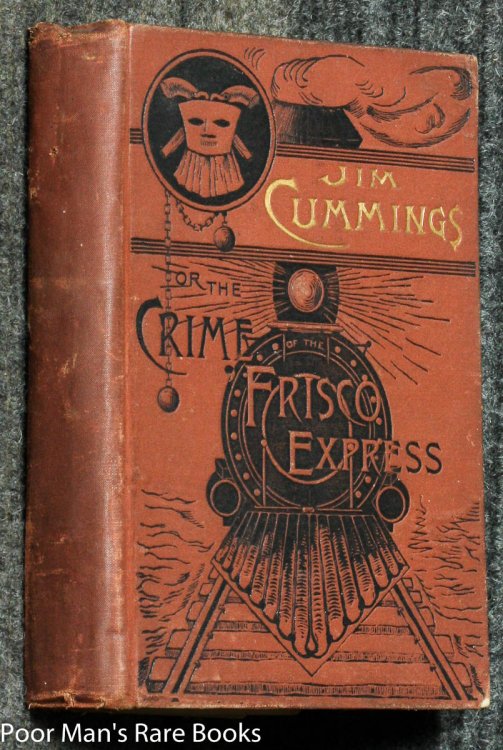 JIM
CUMMINGS
OR THE
CRIME
OF THE
FRISCO
EXPRESS
Poor Man's Rare Books